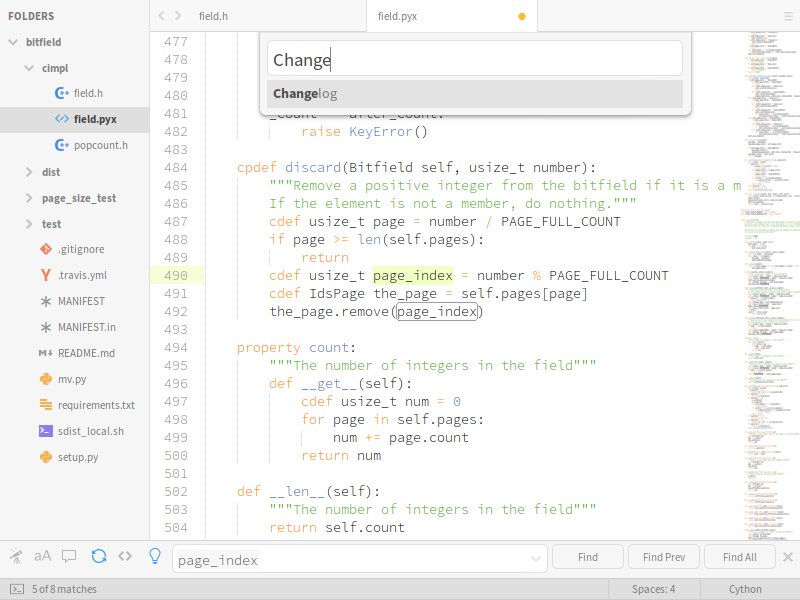 FOLDERS
bitfield
cimpl
field.h
field.pyx
popcount.h
dist
page_size_test
test
.gitignore
.travis.yml
MANIFEST
MANIFEST.in
README.md
mv.py
requirements.txt
sdist_local.sh
setup.py
field.h
field.pyx
Change
Changelog
477
478
479
480
481
482 raise KeyError()
483
484 cpdef discard(Bitfield self, usize_t number):
485 """Remove a positive integer from the bitfield if it is a m
486 If the element is not a member, do nothing."""
487 cdef usize_t page = number / PAGE_FULL_COUNT
488 if page >= len(self.pages):
489 return
490 cdef usize_t page_index = number % PAGE_FULL_COUNT
491 cdef IdsPage the_page = self.pages[page]
492 the_page.remove(page_index)
493
494 property count:
495 """The number of integers in the field"""
496 def __get__(self):
497 cdef usize_t num = 0
498 for page in self.pages:
499 num += page.count
500 return num
501
502 def __len__(self):
503 """The number of integers in the field"""
504 return self.count
aA
page_index
Find
Find Prev
Find All
5 of 8 matches
Spaces: 4
Cython